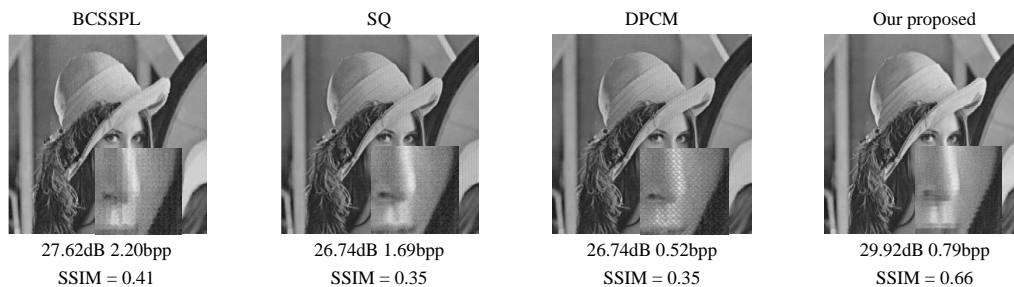 BCSSPL
SQ
DPCM
Our proposed
27.62dB 2.20bpp
26.74dB 1.69bpp
26.74dB 0.52bpp
29.92dB 0.79bpp
SSIM = 0.41
SSIM = 0.35
SSIM = 0.35
SSIM = 0.66